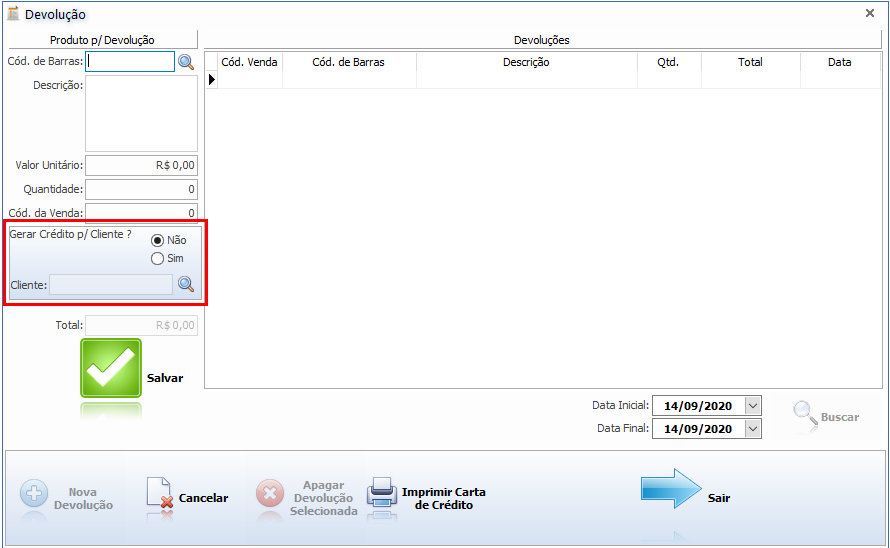 Devolução
Produto p/ Devolução
Cód. de Barras:
Descrição:
Valor Unitário:
R$ 0,00
Quantidade:
0
Cód. da Venda:
0
Gerar Crédito p/ Cliente ?
Não
Sim
Cliente:
Total:
R$ 0,00
Salvar
Devoluções
Cód. Venda Cód. de Barras Descrição Qtd. Total Data
Data Inicial: 14/09/2020
Data Final: 14/09/2020
Buscar
Nova
Devolução
Cancelar
Apagar
Devolução
Selecionada
Imprimir Carta
de Crédito
Sair